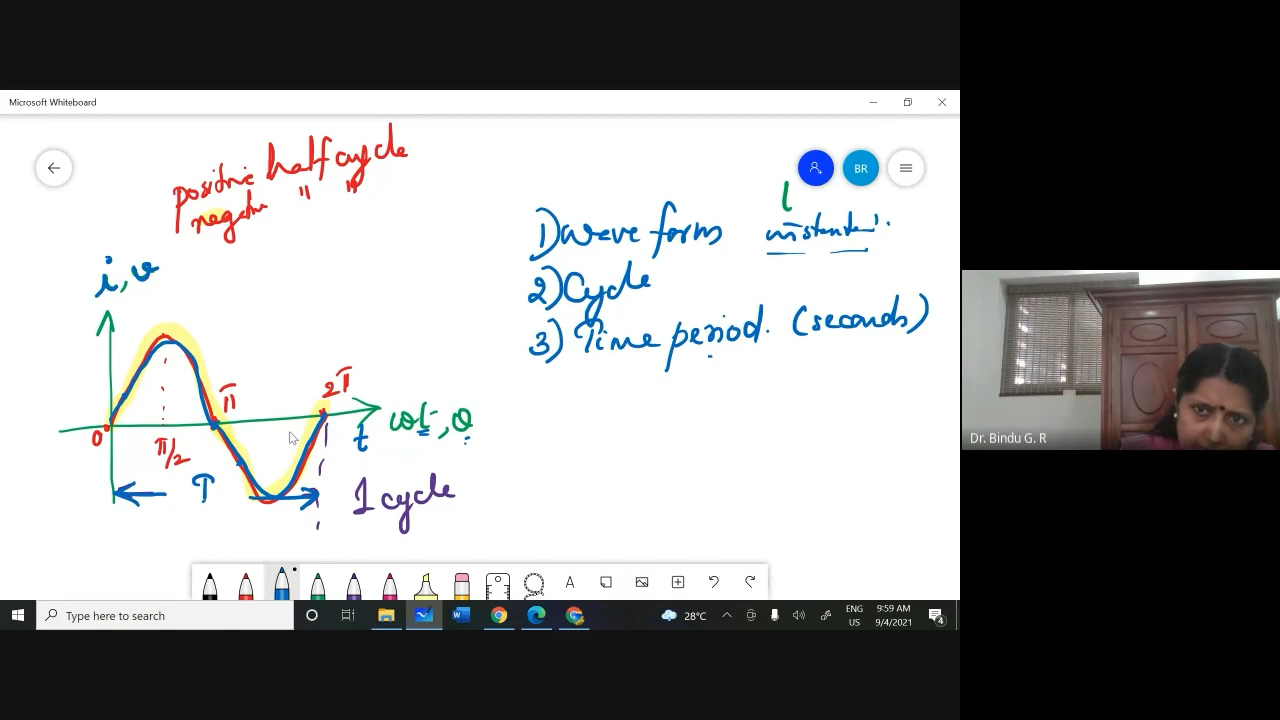 Microsoft Whiteboard
positive half cycle
negative " "
BR
1) wave forms
2) Cycle
3) Time period. (seconds)
i, v
0
π/2
π
2π
t
ωt, θ
T
1 cycle
Dr. Bindu G. R
A
Type here to search
28°C
ENG
US
9:59 AM
9/4/2021
4